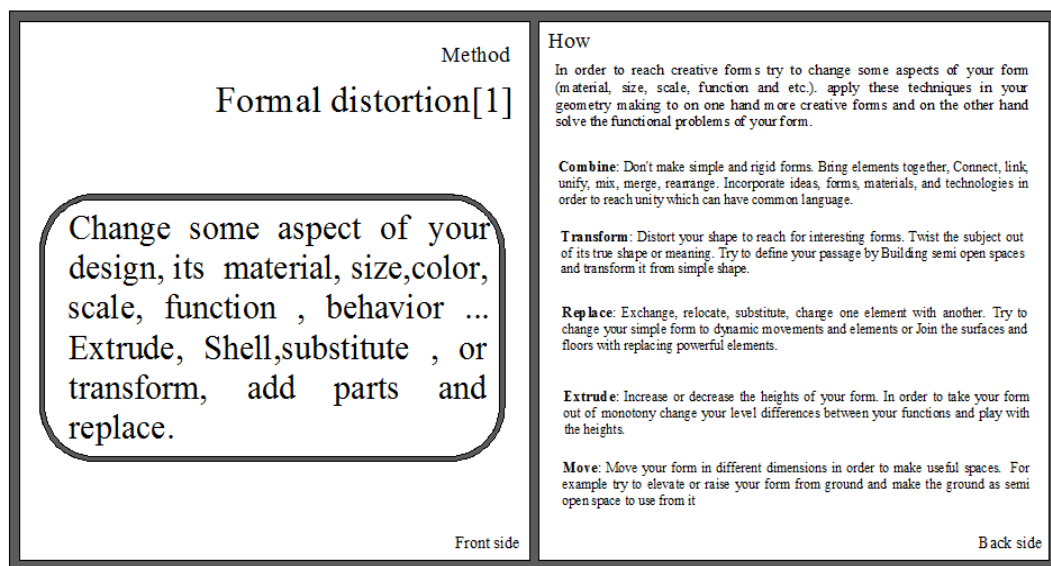 Method
Formal distortion[1]
Change some aspect of your
design, its material, size,color,
scale, function , behavior ...
Extrude, Shell,substitute , or
transform, add parts and
replace.
Front side
How
In order to reach creative forms try to change some aspects of your form
(material, size, scale, function and etc.). apply these techniques in your
geometry making to on one hand more creative forms and on the other hand
solve the functional problems of your form.
Combine: Don't make simple and rigid forms. Bring elements together, Connect, link,
unify, mix, merge, rearrange. Incorporate ideas, forms, materials, and technologies in
order to reach unity which can have common language.
Transform: Distort your shape to reach for interesting forms. Twist the subject out
of its true shape or meaning. Try to define your passage by Building semi open spaces
and transform it from simple shape.
Replace: Exchange, relocate, substitute, change one element with another. Try to
change your simple form to dynamic movements and elements or Join the surfaces and
floors with replacing powerful elements.
Extrude: Increase or decrease the heights of your form. In order to take your form
out of monotony change your level differences between your functions and play with
the heights.
Move: Move your form in different dimensions in order to make useful spaces. For
example try to elevate or raise your form from ground and make the ground as semi
open space to use from it
Back side